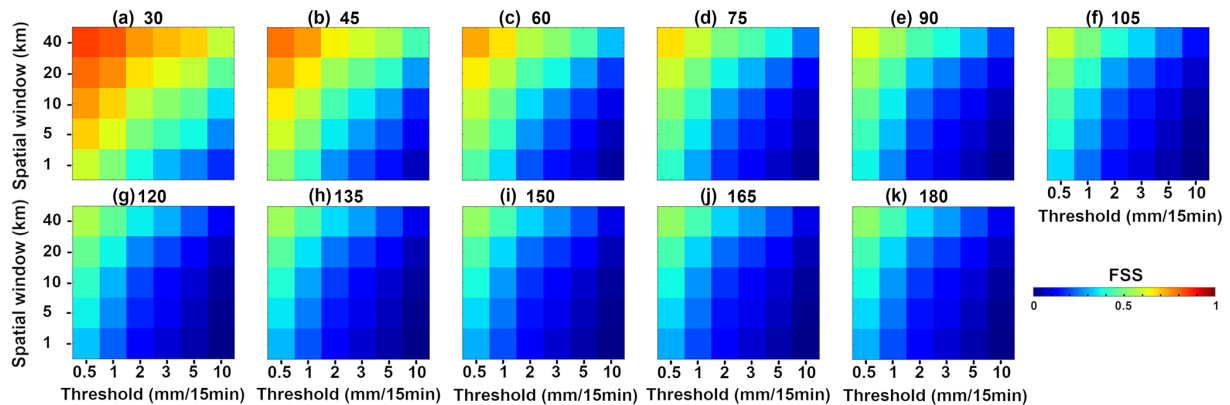 (a) 30
(b) 45
(c) 60
(d) 75
(e) 90
(f) 105
Spatial window (km)
40
20
10
5
1
0.5 1 2 3 5 10
Threshold (mm/15min)
(g) 120
(h) 135
(i) 150
(j) 165
(k) 180
Spatial window (km)
40
20
10
5
1
0.5 1 2 3 5 10
0.5 1 2 3 5 10
0.5 1 2 3 5 10
0.5 1 2 3 5 10
0.5 1 2 3 5 10
Threshold (mm/15min)
Threshold (mm/15min)
Threshold (mm/15min)
Threshold (mm/15min)
Threshold (mm/15min)
FSS
0 0.5 1